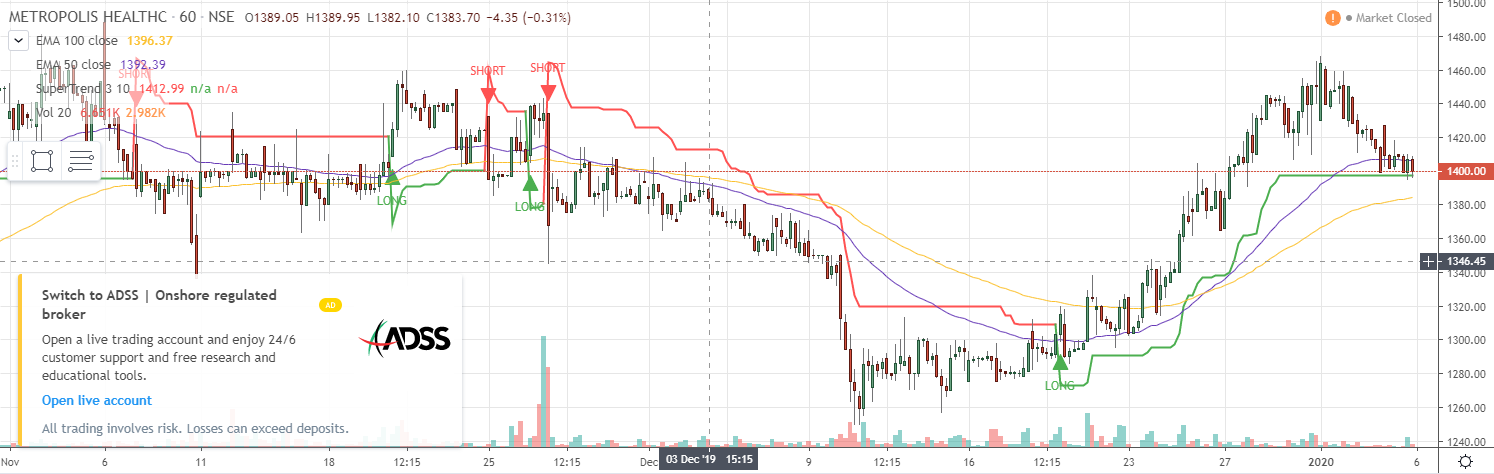 METROPOLIS HEALTHC · 60 · NSE O1389.05 H1389.95 L1382.10 C1383.70 −4.35 (−0.31%)
Market Closed
EMA 100 close 1396.37
EMA 50 close 1392.39
SuperTrend 3 10 1412.99 n/a n/a
Vol 20 6.651K 2.982K
SHORT
SHORT
SHORT
LONG
LONG
LONG
1500.00
1480.00
1460.00
1440.00
1420.00
1400.00
1380.00
1360.00
1346.45
1340.00
1320.00
1300.00
1280.00
1260.00
1240.00
Switch to ADSS | Onshore regulated
broker
AD
Open a live trading account and enjoy 24/6
customer support and free research and
educational tools.
Open live account
All trading involves risk. Losses can exceed deposits.
ADSS
Nov 6 11 18 12:15 25 12:15 Dec 03 Dec '19 15:15 9 12:15 16 12:15 23 27 2020 6